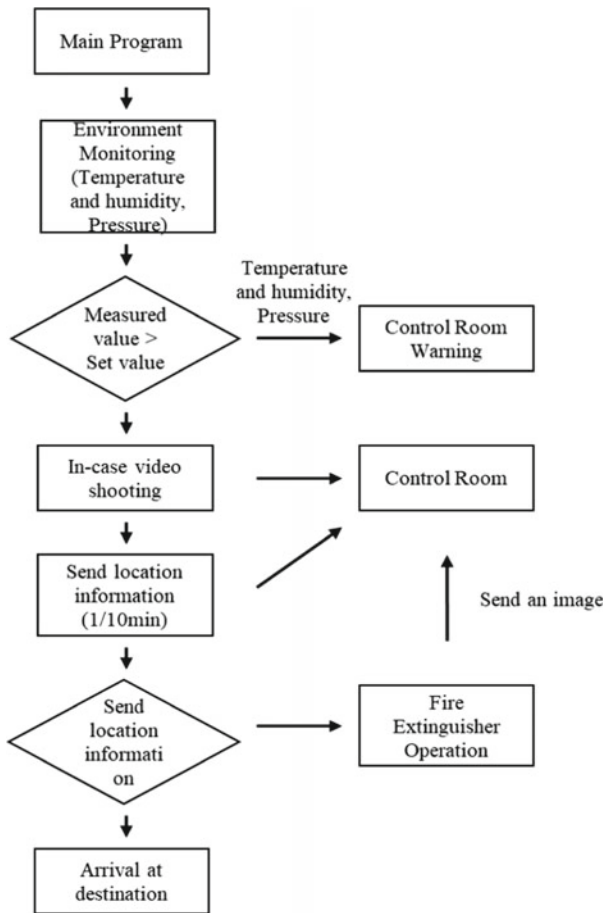 Main Program
Environment
Monitoring
(Temperature
and humidity,
Pressure)
Temperature
and humidity,
Pressure
Measured
value >
Set value
Control Room
Warning
In-case video
shooting
Control Room
Send location
information
(1/10min)
Send an image
Send
location
informati
on
Fire
Extinguisher
Operation
Arrival at
destination